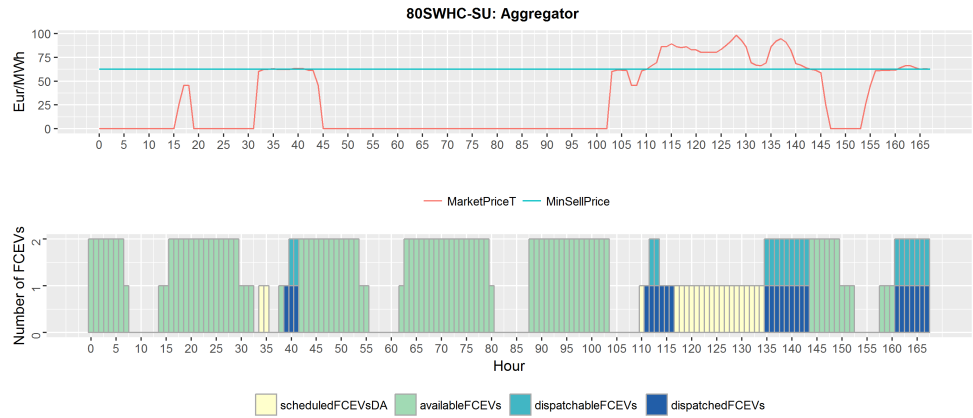 80SWHC-SU: Aggregator
Eur/MWh
100
75
50
25
0
0 5 10 15 20 25 30 35 40 45 50 55 60 65 70 75 80 85 90 95 100 105 110 115 120 125 130 135 140 145 150 155 160 165
MarketPriceT MinSellPrice
Number of FCEVs
2
1
0
0 5 10 15 20 25 30 35 40 45 50 55 60 65 70 75 80 85 90 95 100 105 110 115 120 125 130 135 140 145 150 155 160 165
Hour
scheduledFCEVsDA availableFCEVs dispatchableFCEVs dispatchedFCEVs